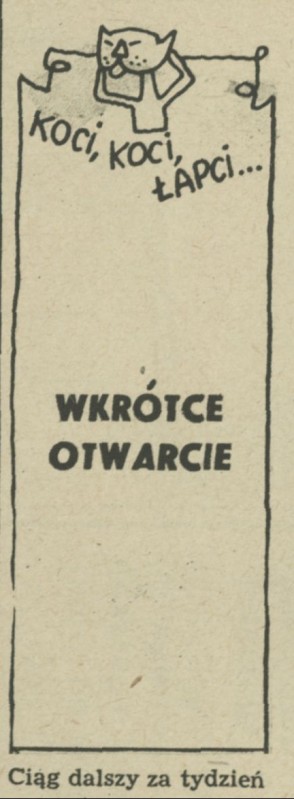 KOCI, KOCI,
ŁAPCI...
WKRÓTCE
OTWARCIE
Ciąg dalszy za tydzień